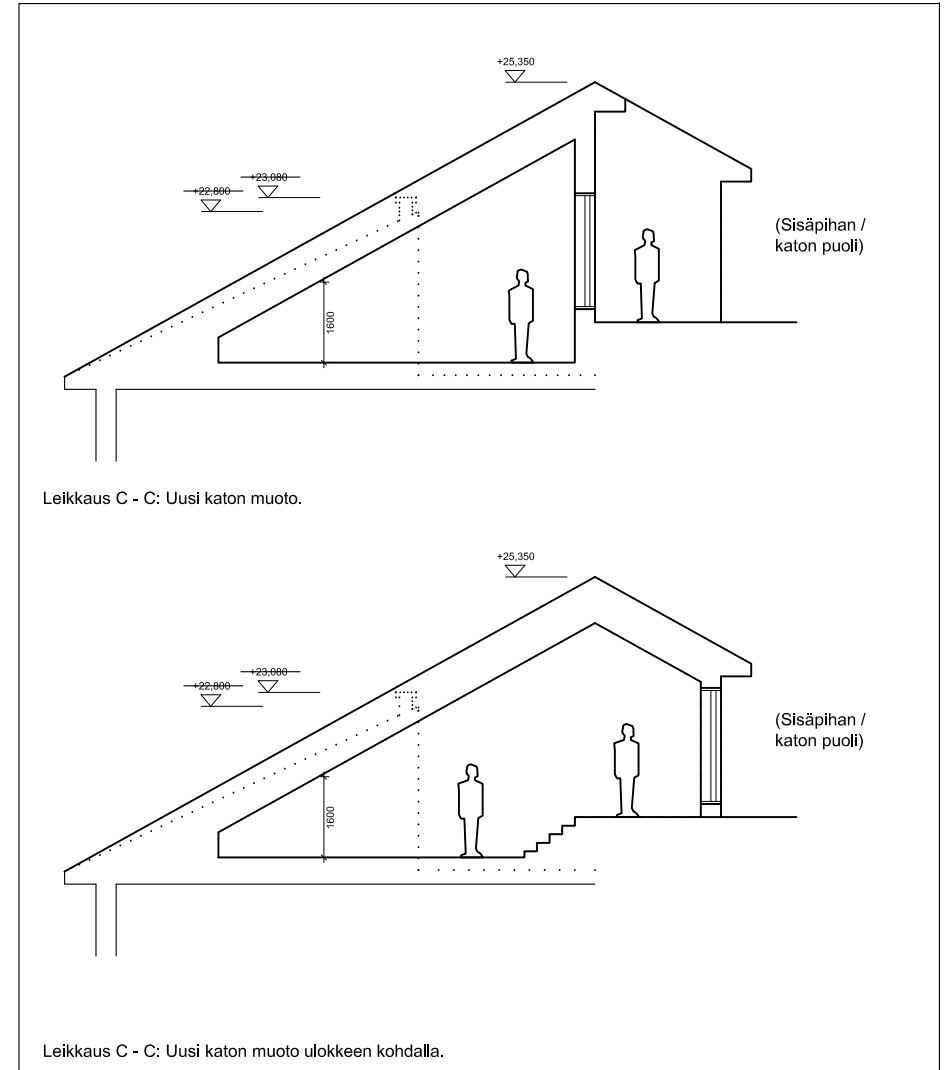 +25,350
+23,080
+22,800
(Sisäpihan /
katon puoli)
1600
Leikkaus C - C: Uusi katon muoto.
+25,350
+23,080
+22,800
(Sisäpihan /
katon puoli)
1600
Leikkaus C - C: Uusi katon muoto ulokkeen kohdalla.